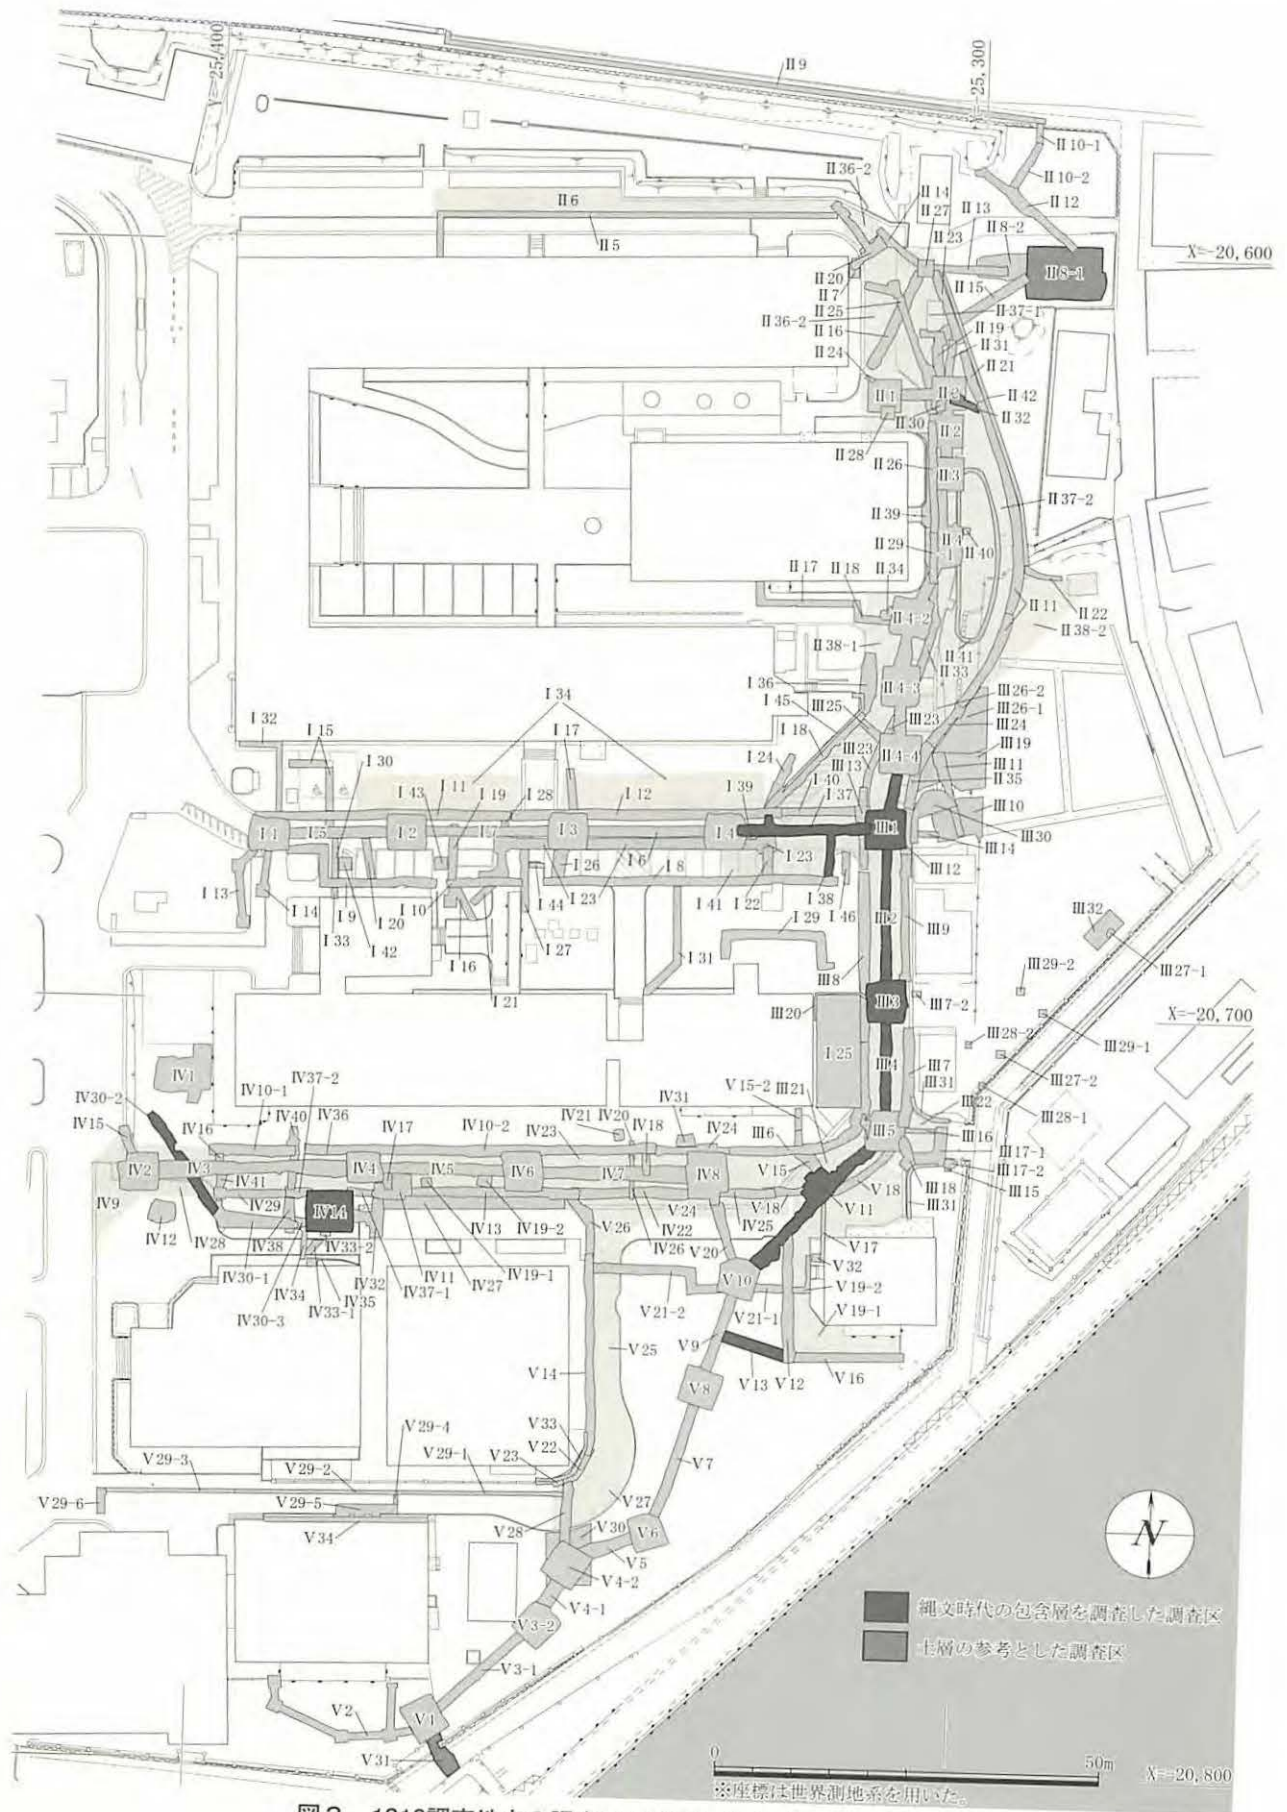 Y=-25,400
-25,300
II9
II10-1
II10-2
II12
II36-2
II14
II27
II13
II8-2
II23
II6
II5
X=-20,600
II8-1
II20
II7
II15
II25
II37-1
II36-2
II16
II19
II31
II24
II21
II1
II42
II32
II30
II2
II28
II26
II3
II37-2
II39
II4-1
II40
II29
II17
II18
II34
II11
II22
II4-2
II38-2
II38-1
II41
II33
I36
II4-3
I34
I45
III25
III26-2
III26-1
I32
I15
I17
I18
III23
III24
I30
I24
III23
II4-4
III19
III13
III11
I43
I11
I19
I28
I12
I39
I40
I37
II35
III10
I1
I5
I2
I7
I3
I4
III1
III30
III14
I6
I26
I8
I23
III12
I13
I14
I9
I20
I10
I44
I23
I41
I22
I38
I46
I33
I42
I16
I27
I29
III2
III9
III32
I31
III27-1
I21
III8
III29-2
III20
III3
III7-2
X=-20,700
III28-2
III29-1
I25
III4
III7
IV1
IV37-2
III31
III27-2
IV30-2
IV10-1
V15-2
III21
III22
III28-1
IV15
IV16
IV40
IV36
IV17
IV10-2
IV21
IV20
IV31
IV23
IV18
IV24
III6
III5
III16
III17-1
IV2
IV3
IV4
IV5
IV6
IV7
IV8
V15
III17-2
IV41
III18
III15
IV9
IV29
V18
V11
III31
IV14
IV12
IV28
IV13
IV19-2
V26
V24
IV22
IV25
V18
IV38
IV33-2
IV26
V20
V17
IV30-1
IV32
IV11
IV27
IV19-1
V32
IV34
IV35
IV37-1
V10
V19-2
IV33-1
V21-2
V21-1
IV30-3
V19-1
V9
V25
V14
V13
V12
V16
V8
V29-4
V33
V29-3
V29-1
V22
V29-2
V23
V7
V29-6
V29-5
V27
V34
V28
V30
V6
V5
N
V4-2
V4-1
縄文時代の包含層を調査した調査区
V3-2
土層の参考とした調査区
V3-1
V2
V1
V31
0
50m
X=-20,800
※座標は世界測地系を用いた。